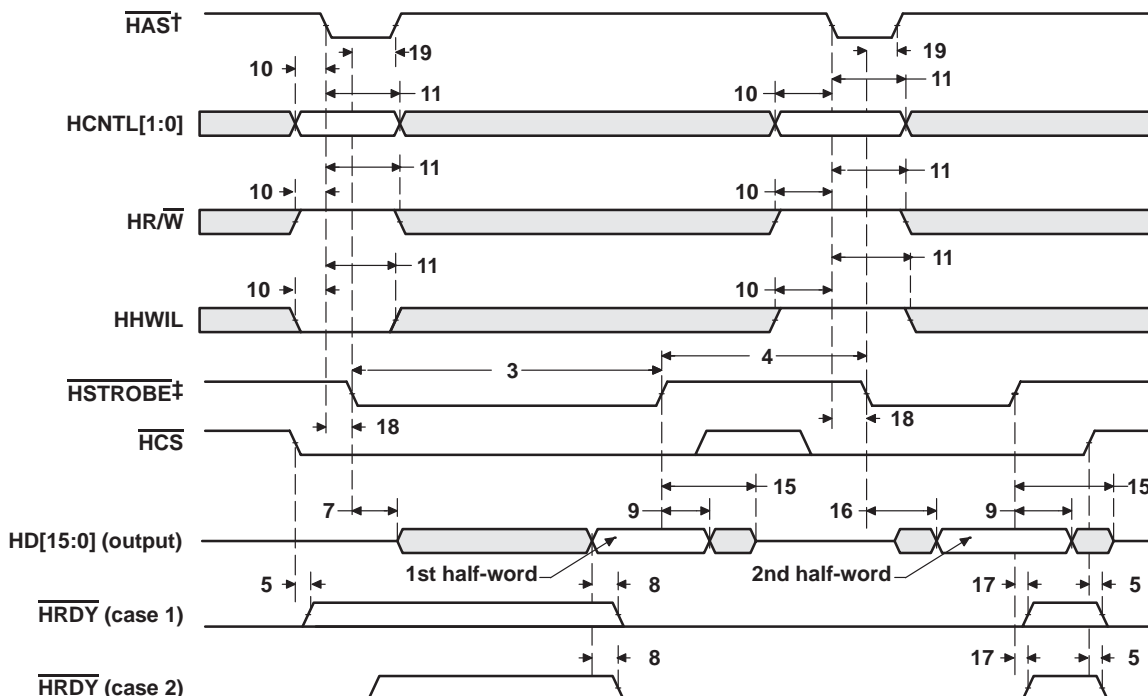 HAS†
19
19
10
11
11
10
HCNTL[1:0]
11
11
10
10
HR/W
11
11
10
10
HHWIL
3
4
HSTROBE‡
18
18
HCS
15
15
7
9
16
9
HD[15:0] (output)
1st half-word
2nd half-word
5
8
17
5
HRDY (case 1)
8
17
5
HRDY (case 2)